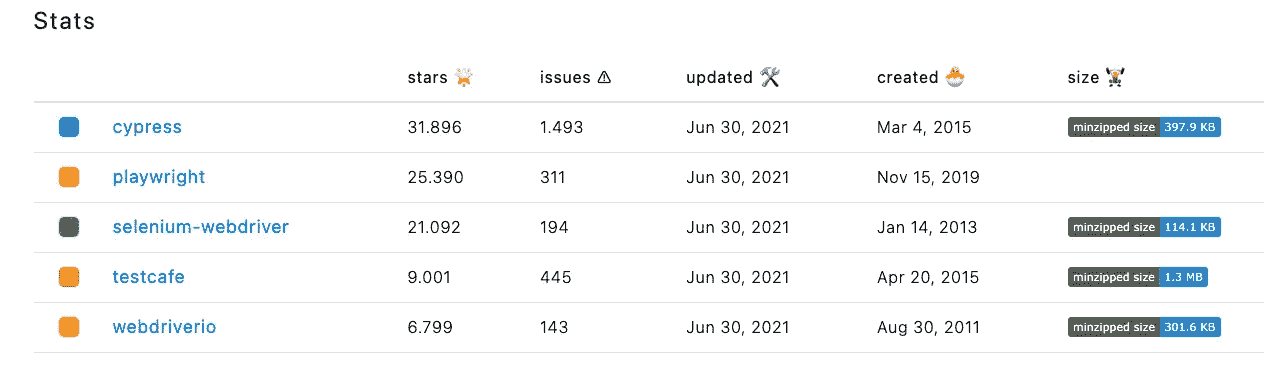 Stats
stars issues updated created size
cypress 31.896 1.493 Jun 30, 2021 Mar 4, 2015 minzipped size 397.9 KB
playwright 25.390 311 Jun 30, 2021 Nov 15, 2019
selenium-webdriver 21.092 194 Jun 30, 2021 Jan 14, 2013 minzipped size 114.1 KB
testcafe 9.001 445 Jun 30, 2021 Apr 20, 2015 minzipped size 1.3 MB
webdriverio 6.799 143 Jun 30, 2021 Aug 30, 2011 minzipped size 301.6 KB